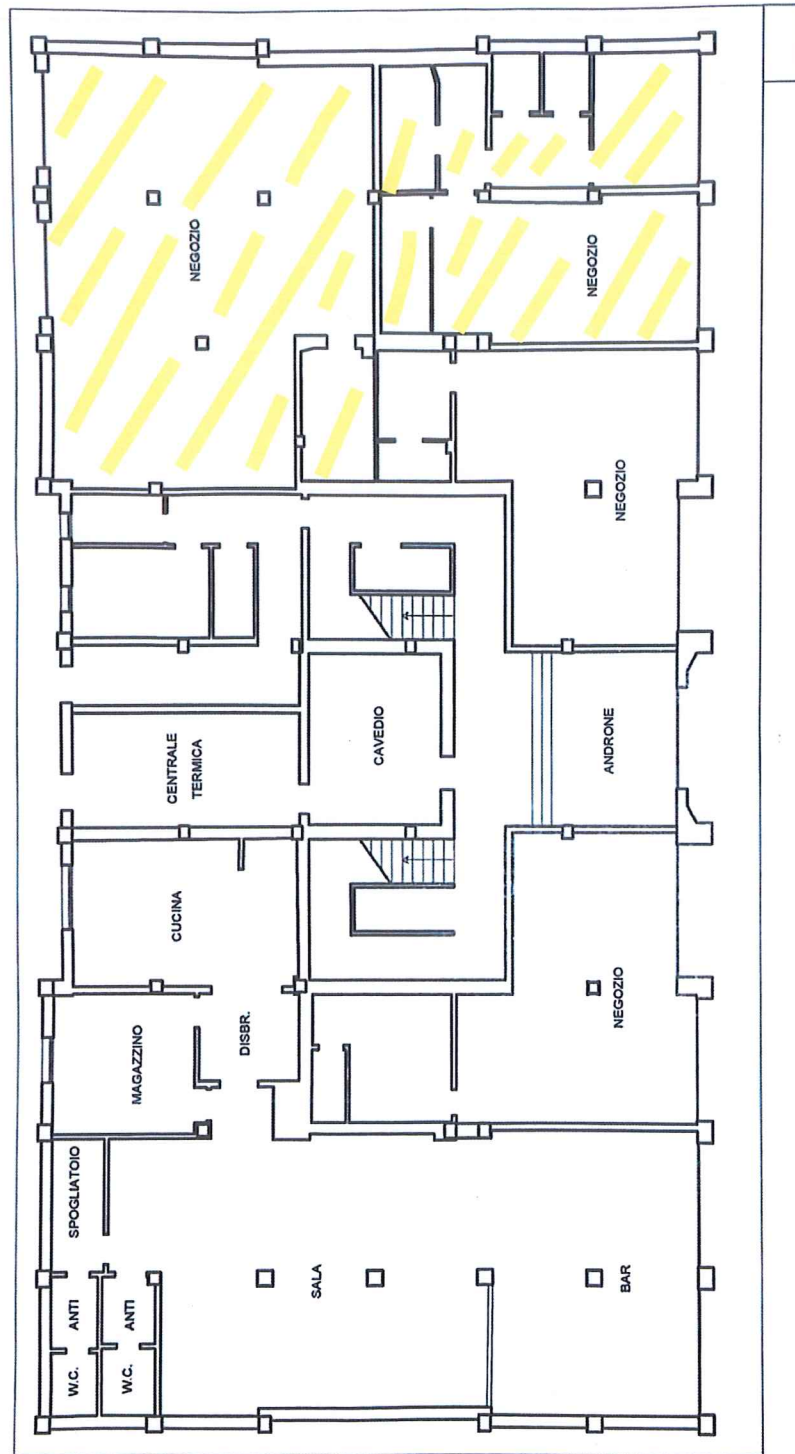 NEGOZIO
NEGOZIO
NEGOZIO
CENTRALE
TERMICA
CAVEDIO
ANDRONE
CUCINA
MAGAZZINO
DISBR.
NEGOZIO
SPOGLIATOIO
ANTI
ANTI
W.C.
W.C.
SALA
BAR